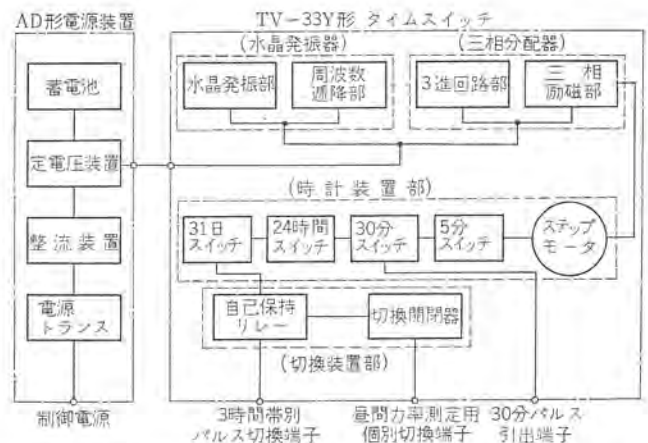 AD形電源装置
蓄電池
定電圧装置
整流装置
電源
トランス
制御電源
TV-33Y形 タイムスイッチ
(水晶発振器)
水晶発振部
周波数
逓降部
(三相分配器)
3進回路部
三相
励磁部
(時計装置部)
31日
スイッチ
24時間
スイッチ
30分
スイッチ
5分
スイッチ
ステップ
モータ
自己保持
リレー
切換開閉器
(切換装置部)
3時間帯別
パルス切換端子
昼間力率測定用
個別切換端子
30分パルス
引出端子